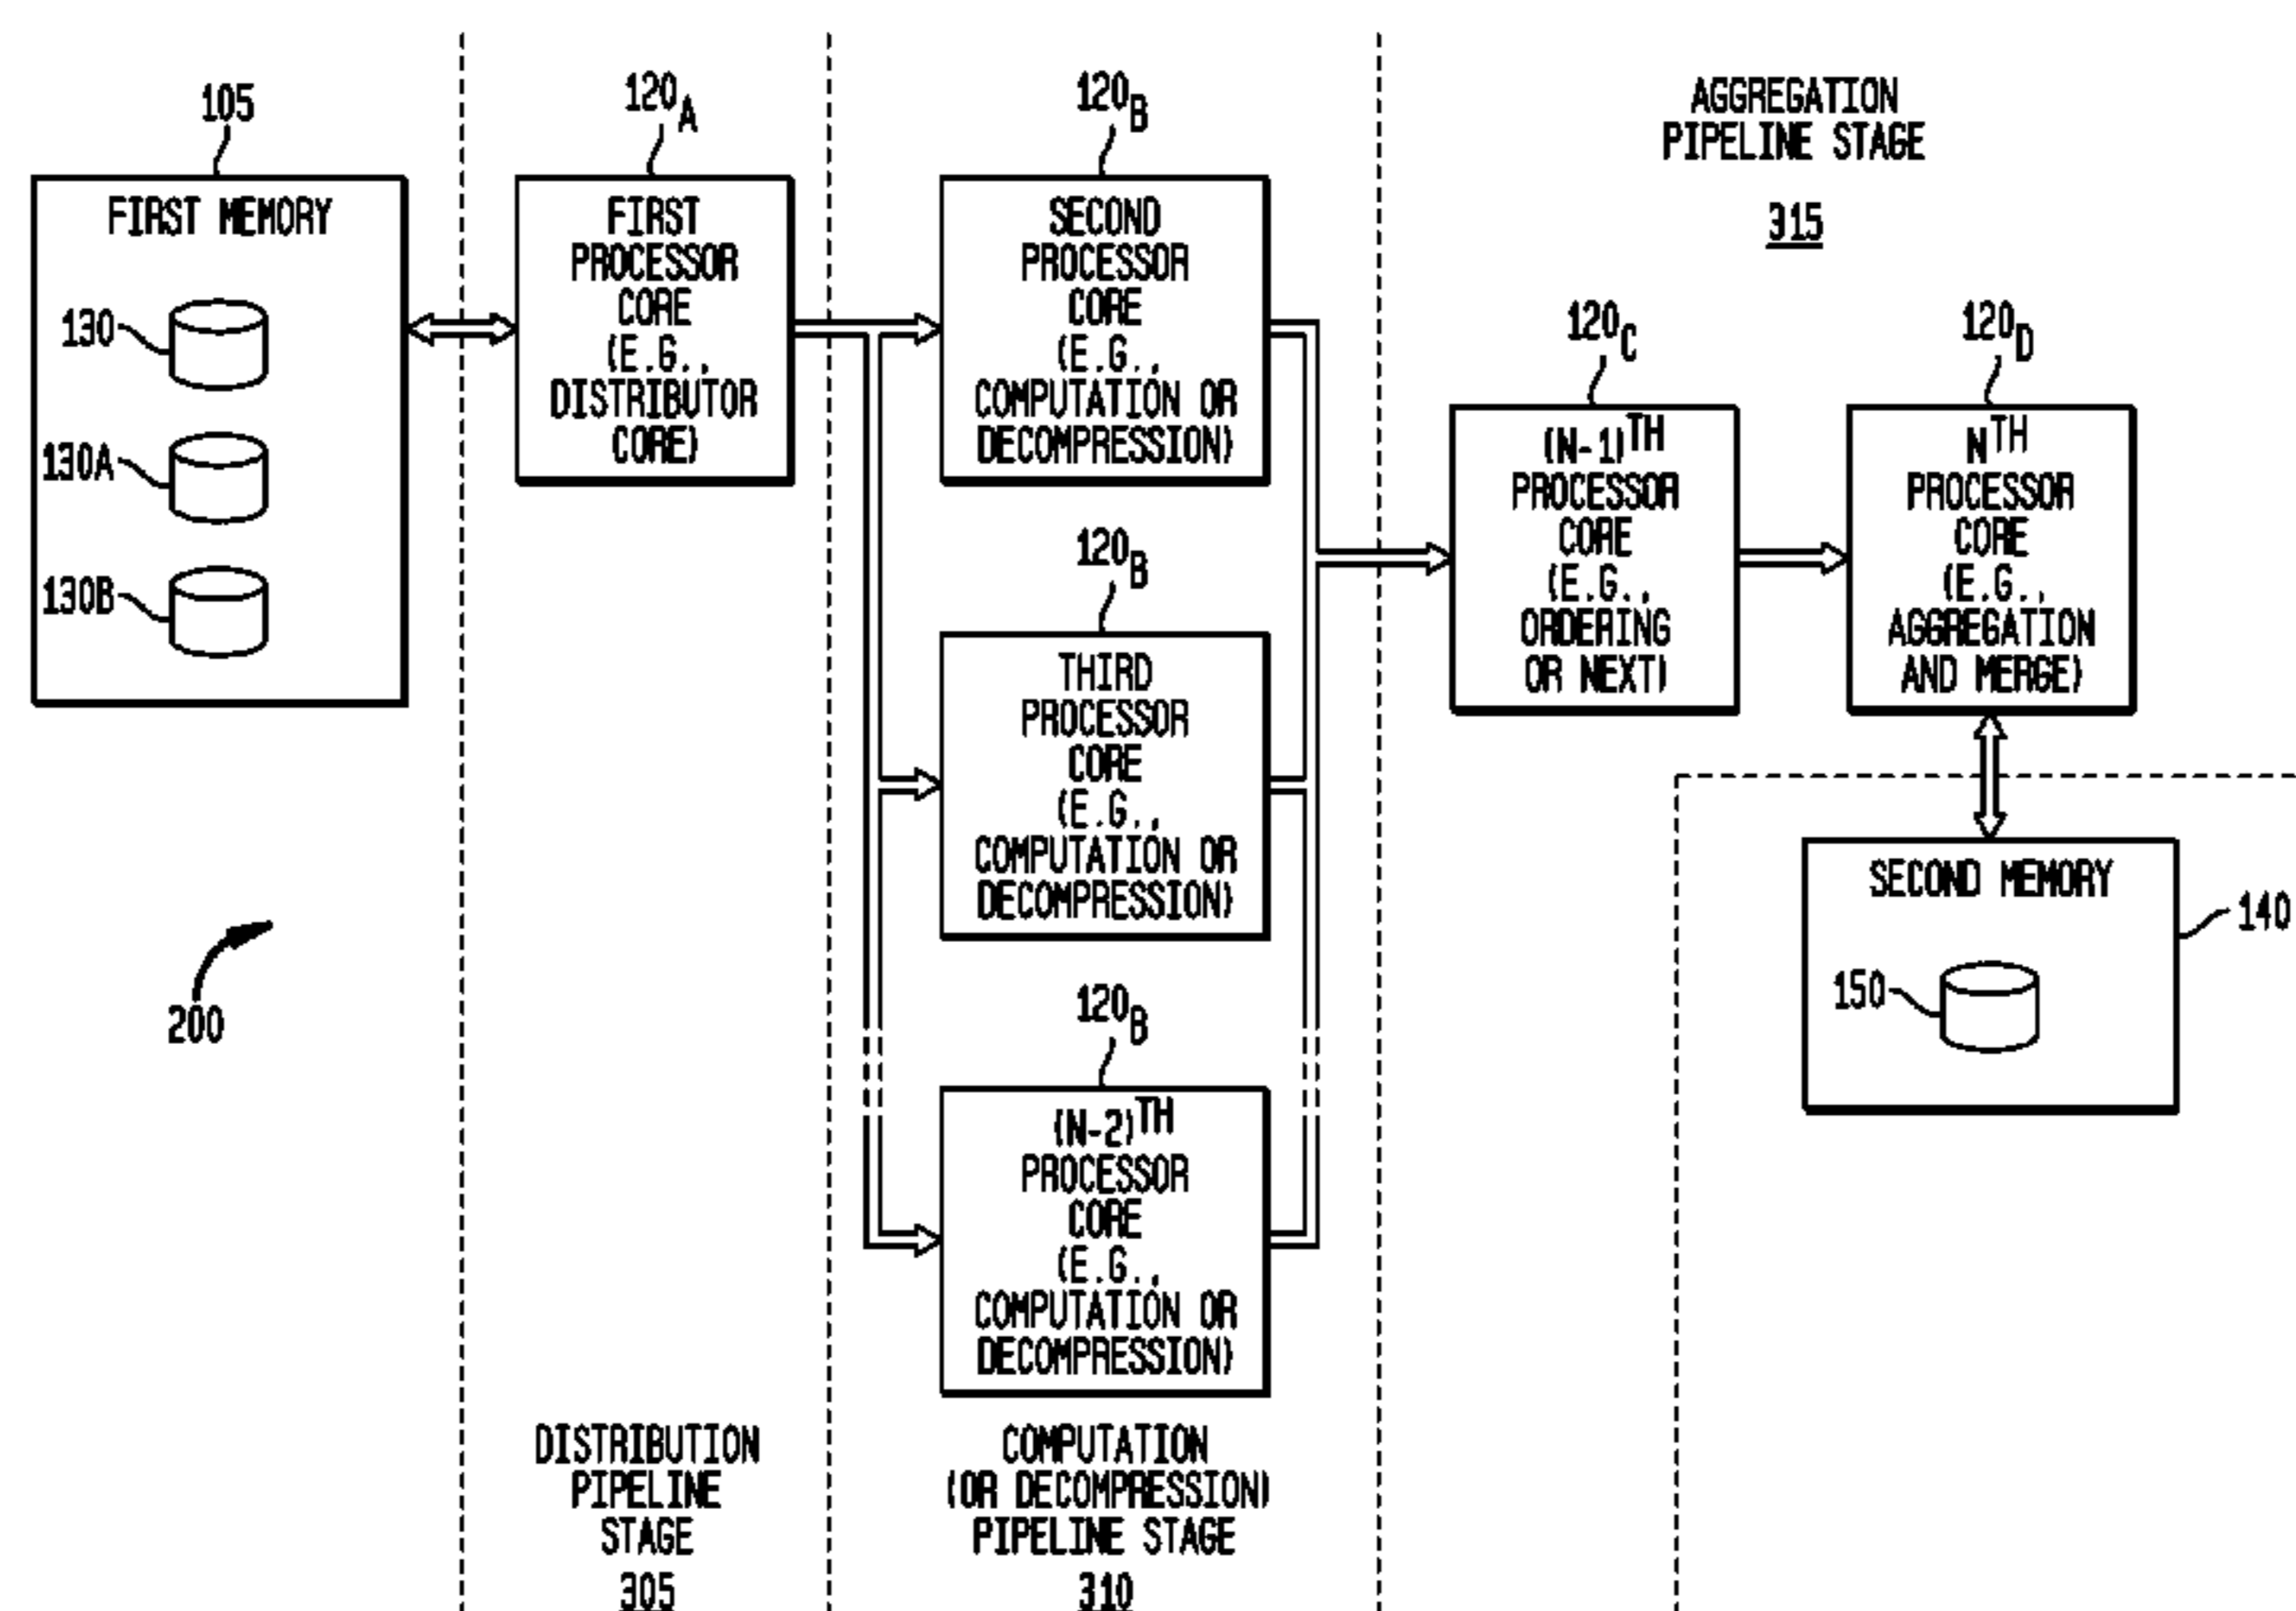 105
FIRST MEMORY
130
130A
130B
200
120A
FIRST
PROCESSOR
CORE
(E.G.,
DISTRIBUTOR
CORE)
DISTRIBUTION
PIPELINE
STAGE
305
120B
SECOND
PROCESSOR
CORE
(E.G.,
COMPUTATION OR
DECOMPRESSION)
120B
THIRD
PROCESSOR
CORE
(E.G.,
COMPUTATION OR
DECOMPRESSION)
120B
(N-2)TH
PROCESSOR
CORE
(E.G.,
COMPUTATION OR
DECOMPRESSION)
COMPUTATION
(OR DECOMPRESSION)
PIPELINE STAGE
310
AGGREGATION
PIPELINE STAGE
315
120C
(N-1)TH
PROCESSOR
CORE
(E.G.,
ORDERING
OR NEXT)
120D
NTH
PROCESSOR
CORE
(E.G.,
AGGREGATION
AND MERGE)
SECOND MEMORY
140
150